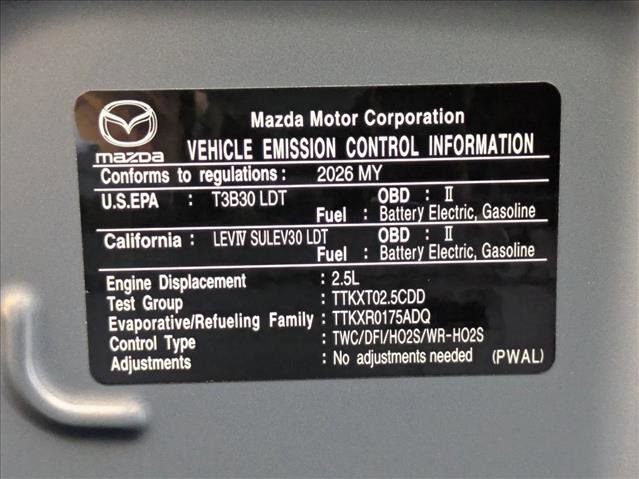 Mazda Motor Corporation
mazda VEHICLE EMISSION CONTROL INFORMATION
Conforms to regulations: 2026 MY
U.S.EPA : T3B30 LDT OBD : II
Fuel : Battery Electric, Gasoline
California : LEVIV SULEV30 LDT OBD : II
Fuel : Battery Electric, Gasoline
Engine Displacement : 2.5L
Test Group : TTKXT02.5CDD
Evaporative/Refueling Family : TTKXR0175ADQ
Control Type : TWC/DFI/HO2S/WR-HO2S
Adjustments : No adjustments needed (PWAL)